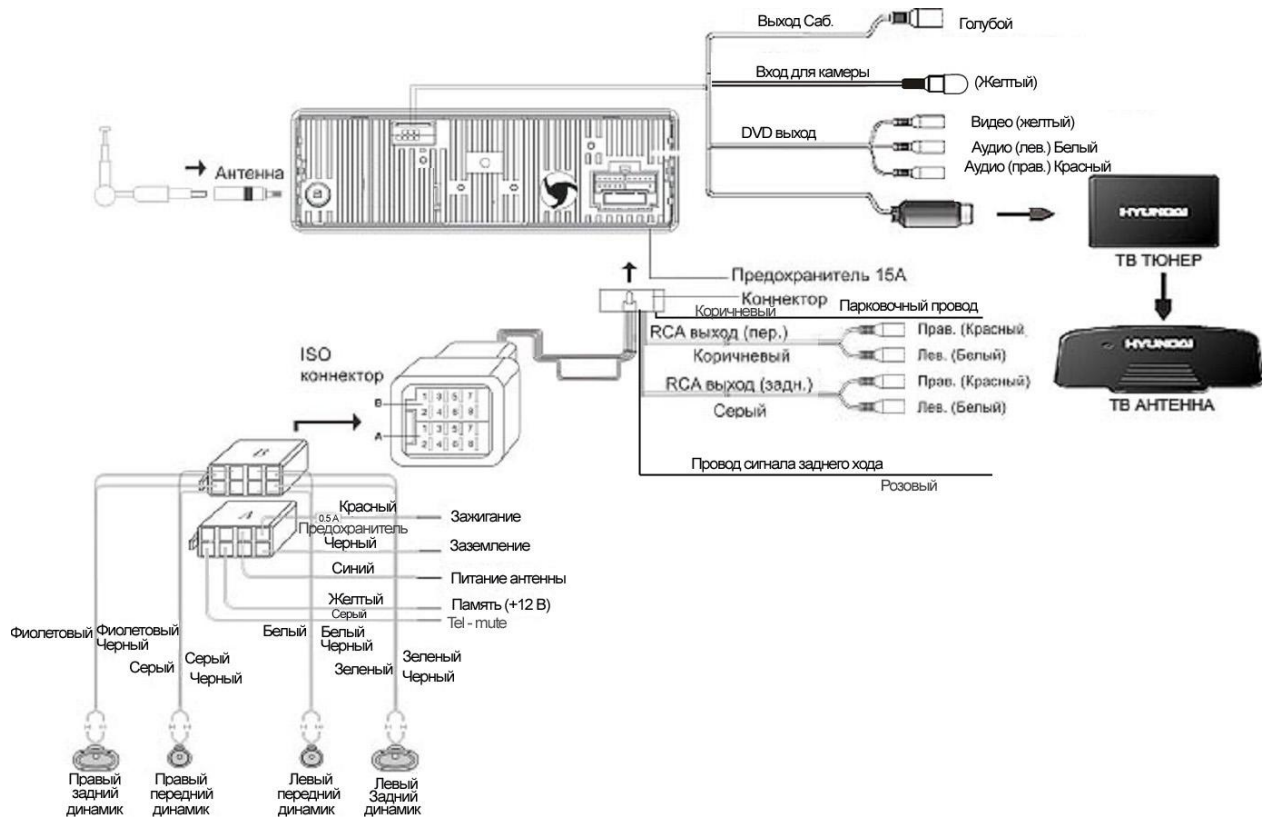 Выход Саб.
Голубой
Вход для камеры
(Желтый)
DVD выход
Видео (желтый)
Аудио (лев.) Белый
Аудио (прав.) Красный
Антенна
HYUNDAI
ТВ ТЮНЕР
Предохранитель 15А
Коннектор
Коричневый
Парковочный провод
RCA выход (пер.)
Прав. (Красный
Коричневый
Лев. (Белый)
RCA выход (задн.)
Прав. (Красный)
Серый
Лев. (Белый)
HYUNDAI
ТВ АНТЕННА
ISO
коннектор
B
1 3 5 7
2 4 6 8
A
1 3 5 7
2 4 6 8
Провод сигнала заднего хода
Розовый
B
A
Красный
0.5 A
Предохранитель
Зажигание
Черный
Заземление
Синий
Питание антенны
Желтый
Память (+12 В)
Серый
Tel - mute
Фиолетовый
Фиолетовый
Черный
Серый
Серый
Черный
Белый
Белый
Черный
Зеленый
Зеленый
Черный
Правый
задний
динамик
Правый
передний
динамик
Левый
передний
динамик
Левый
Задний
динамик